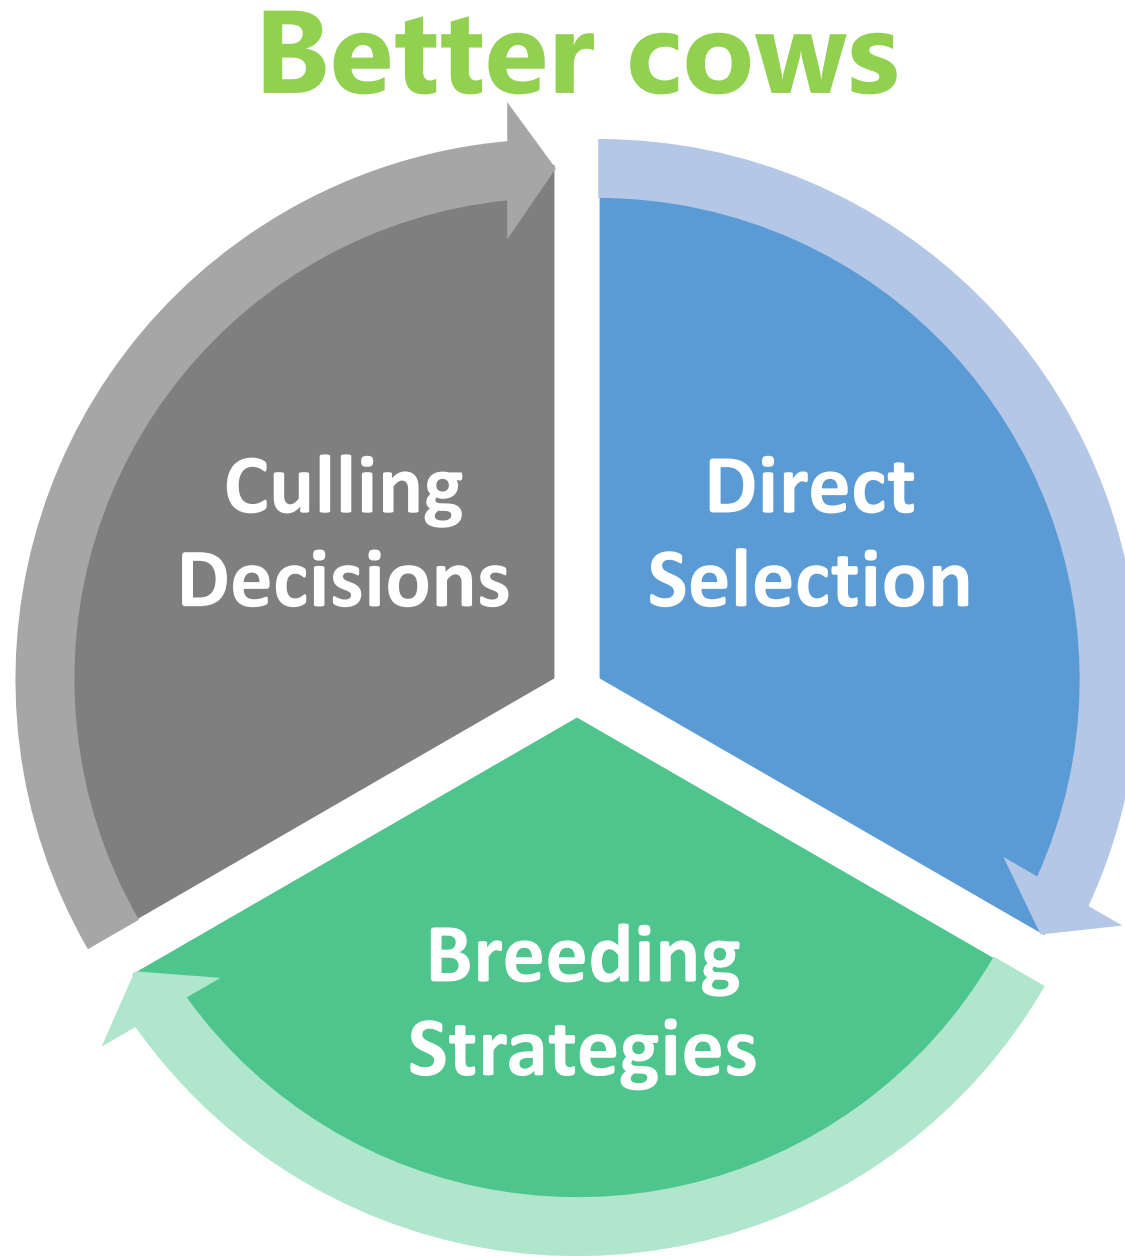 Better cows
Culling
Decisions
Direct
Selection
Breeding
Strategies